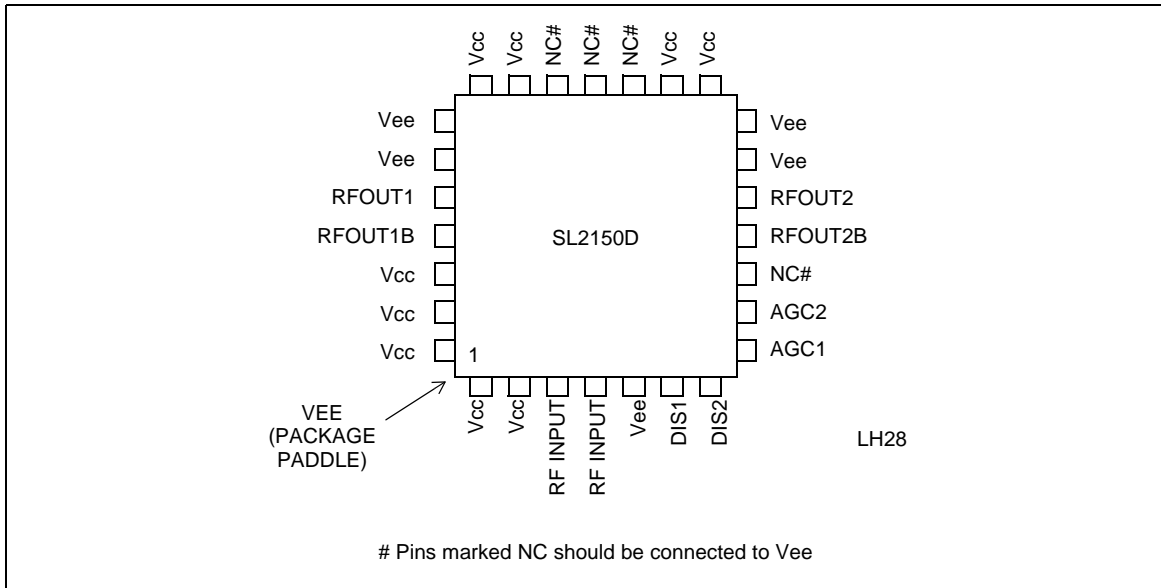 Vcc
Vcc
NC#
NC#
NC#
Vcc
Vcc
Vee
Vee
RFOUT1
RFOUT1B
Vcc
Vcc
Vcc
SL2150D
1
Vee
Vee
RFOUT2
RFOUT2B
NC#
AGC2
AGC1
VEE
(PACKAGE
PADDLE)
Vcc
Vcc
RF INPUT
RF INPUT
Vee
DIS1
DIS2
LH28
# Pins marked NC should be connected to Vee